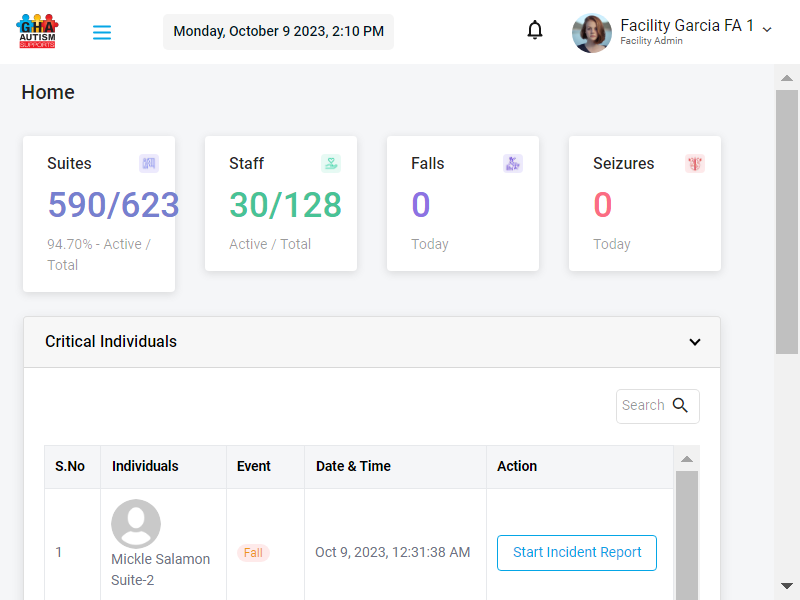 GHA
AUTISM
SUPPORTS
Monday, October 9 2023, 2:10 PM
Facility Garcia FA 1
Facility Admin
Home
Suites
590/623
94.70% - Active /
Total
Staff
30/128
Active / Total
Falls
0
Today
Seizures
0
Today
Critical Individuals
Search
S.No Individuals Event Date & Time Action
1
Mickle Salamon
Suite-2
Fall
Oct 9, 2023, 12:31:38 AM
Start Incident Report